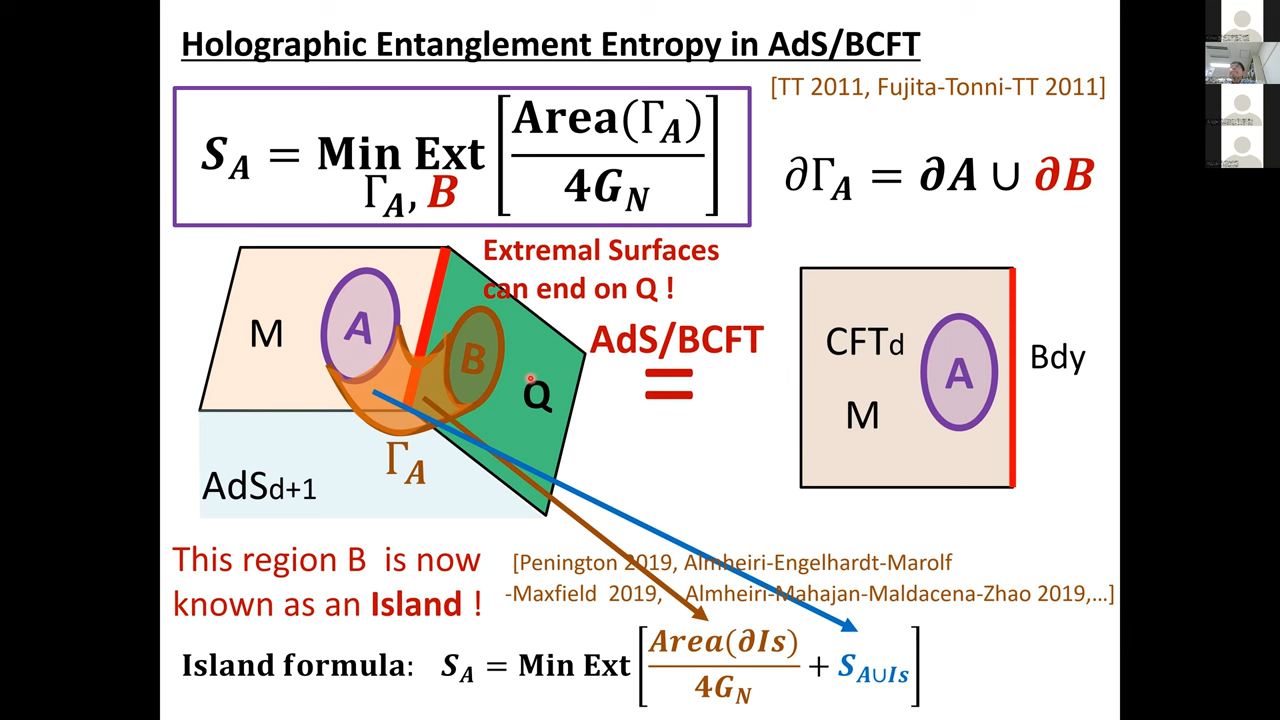 Holographic Entanglement Entropy in AdS/BCFT
[TT 2011, Fujita-Tonni-TT 2011]
S_A = Min Ext [Area(Γ_A) / 4G_N]
Γ_A, B
∂Γ_A = ∂A ∪ ∂B
Extremal Surfaces
can end on Q !
M
A
B
Q
Γ_A
AdSd+1
AdS/BCFT
=
CFTd
M
A
Bdy
This region B is now
known as an Island !
[Penington 2019, Almheiri-Engelhardt-Marolf
-Maxfield 2019, Almheiri-Mahajan-Maldacena-Zhao 2019,...]
Island formula: S_A = Min Ext [Area(∂Is) / 4G_N + S_A∪Is]